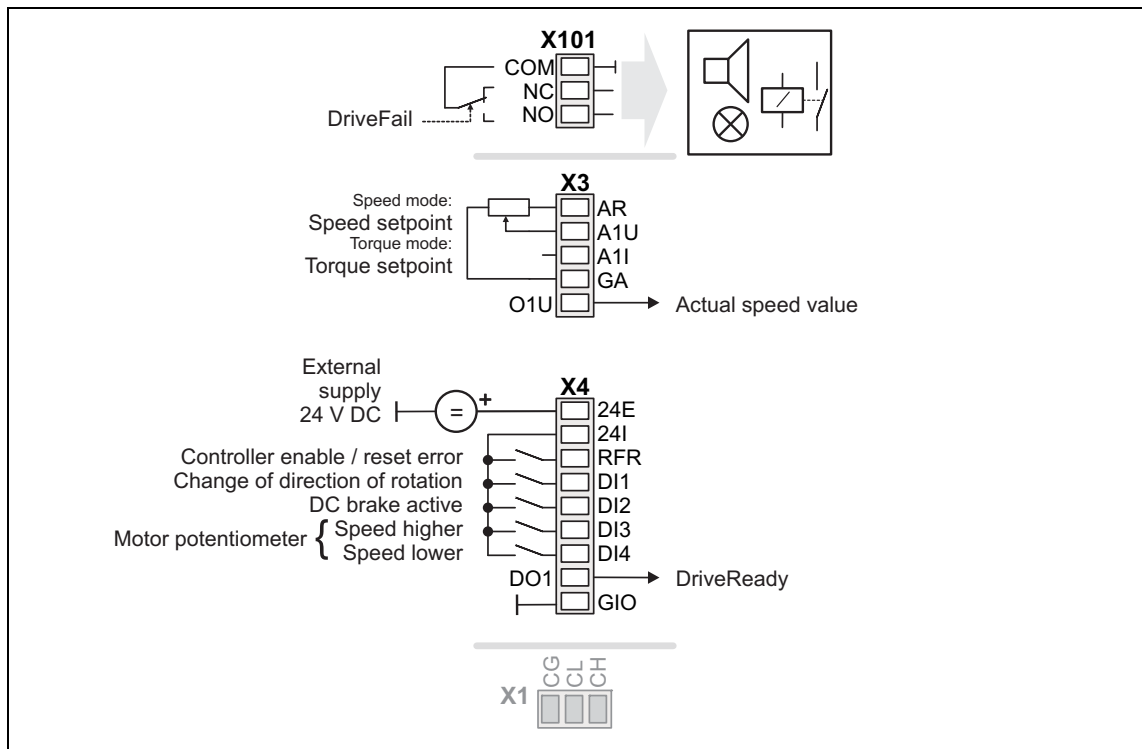 X101
COM
NC
NO
DriveFail
X3
Speed mode:
Speed setpoint
Torque mode:
Torque setpoint
AR
A1U
A1I
GA
O1U
Actual speed value
External
supply
24 V DC
=
+
X4
24E
24I
Controller enable / reset error
RFR
Change of direction of rotation
DI1
DC brake active
DI2
Motor potentiometer {
Speed higher
DI3
Speed lower
DI4
DO1
DriveReady
GIO
X1
CG
CL
CH